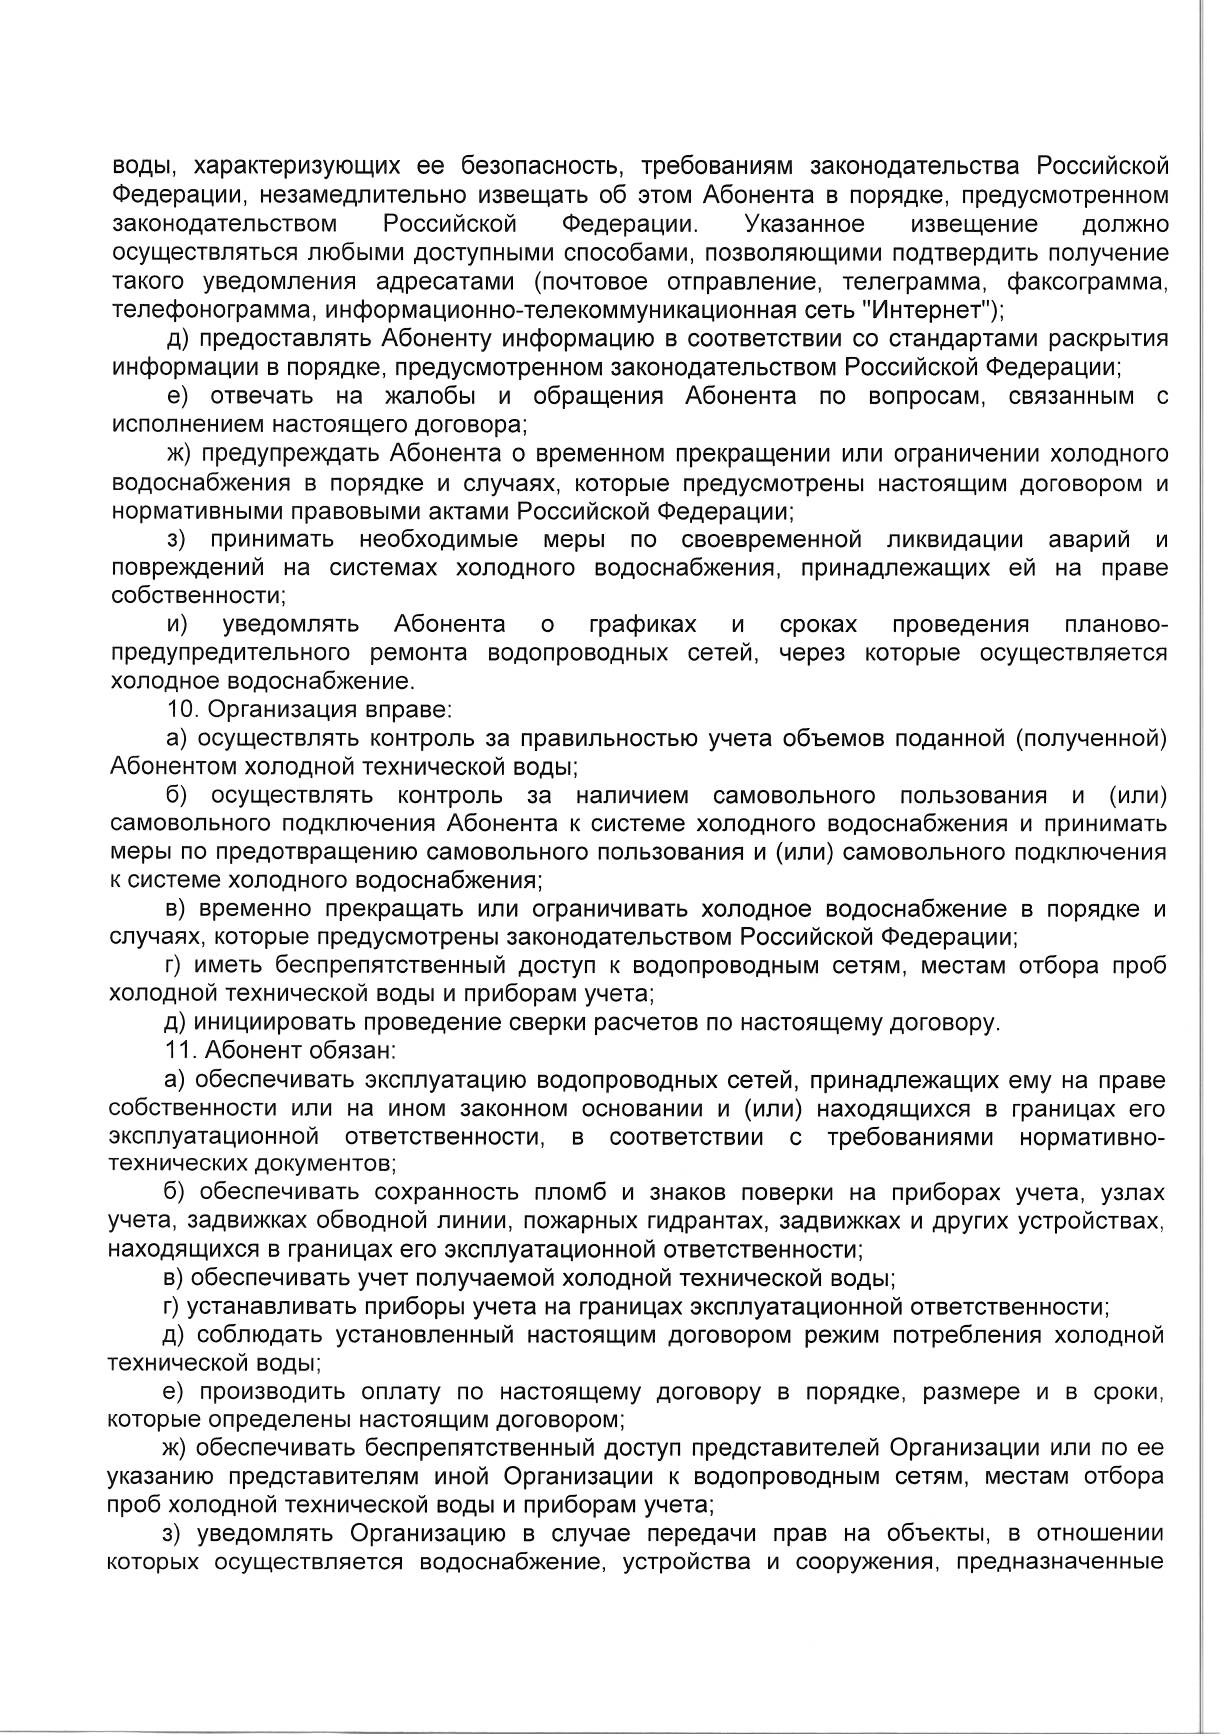 воды, характеризующих ее безопасность, требованиям законодательства Российской
Федерации, незамедлительно извещать об этом Абонента в порядке, предусмотренном
законодательством Российской Федерации. Указанное извещение должно
осуществляться любыми доступными способами, позволяющими подтвердить получение
такого уведомления адресатами (почтовое отправление, телеграмма, факсограмма,
телефонограмма, информационно-телекоммуникационная сеть "Интернет");
д) предоставлять Абоненту информацию в соответствии со стандартами раскрытия
информации в порядке, предусмотренном законодательством Российской Федерации;
е) отвечать на жалобы и обращения Абонента по вопросам, связанным с
исполнением настоящего договора;
ж) предупреждать Абонента о временном прекращении или ограничении холодного
водоснабжения в порядке и случаях, которые предусмотрены настоящим договором и
нормативными правовыми актами Российской Федерации;
з) принимать необходимые меры по своевременной ликвидации аварий и
повреждений на системах холодного водоснабжения, принадлежащих ей на праве
собственности;
и) уведомлять Абонента о графиках и сроках проведения планово-
предупредительного ремонта водопроводных сетей, через которые осуществляется
холодное водоснабжение.
10. Организация вправе:
а) осуществлять контроль за правильностью учета объемов поданной (полученной)
Абонентом холодной технической воды;
б) осуществлять контроль за наличием самовольного пользования и (или)
самовольного подключения Абонента к системе холодного водоснабжения и принимать
меры по предотвращению самовольного пользования и (или) самовольного подключения
к системе холодного водоснабжения;
в) временно прекращать или ограничивать холодное водоснабжение в порядке и
случаях, которые предусмотрены законодательством Российской Федерации;
г) иметь беспрепятственный доступ к водопроводным сетям, местам отбора проб
холодной технической воды и приборам учета;
д) инициировать проведение сверки расчетов по настоящему договору.
11. Абонент обязан:
а) обеспечивать эксплуатацию водопроводных сетей, принадлежащих ему на праве
собственности или на ином законном основании и (или) находящихся в границах его
эксплуатационной ответственности, в соответствии с требованиями нормативно-
технических документов;
б) обеспечивать сохранность пломб и знаков поверки на приборах учета, узлах
учета, задвижках обводной линии, пожарных гидрантах, задвижках и других устройствах,
находящихся в границах его эксплуатационной ответственности;
в) обеспечивать учет получаемой холодной технической воды;
г) устанавливать приборы учета на границах эксплуатационной ответственности;
д) соблюдать установленный настоящим договором режим потребления холодной
технической воды;
е) производить оплату по настоящему договору в порядке, размере и в сроки,
которые определены настоящим договором;
ж) обеспечивать беспрепятственный доступ представителей Организации или по ее
указанию представителям иной Организации к водопроводным сетям, местам отбора
проб холодной технической воды и приборам учета;
з) уведомлять Организацию в случае передачи прав на объекты, в отношении
которых осуществляется водоснабжение, устройства и сооружения, предназначенные